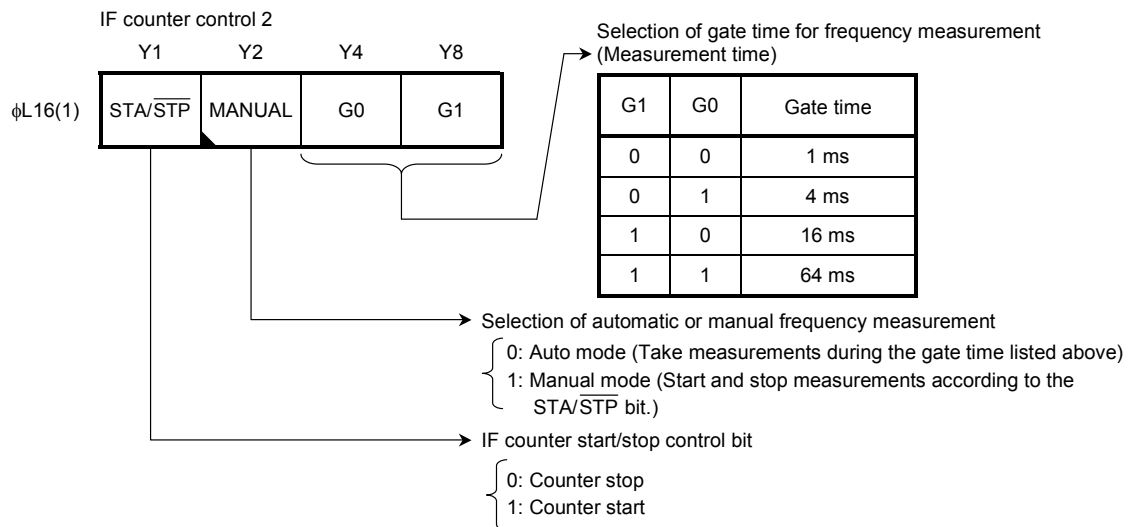 IF counter control 2
Y1 Y2 Y4 Y8
ϕL16(1) STA/STP MANUAL G0 G1
Selection of gate time for frequency measurement
(Measurement time)
G1 G0 Gate time
0 0 1 ms
0 1 4 ms
1 0 16 ms
1 1 64 ms
Selection of automatic or manual frequency measurement
0: Auto mode (Take measurements during the gate time listed above)
1: Manual mode (Start and stop measurements according to the
STA/STP bit.)
IF counter start/stop control bit
0: Counter stop
1: Counter start